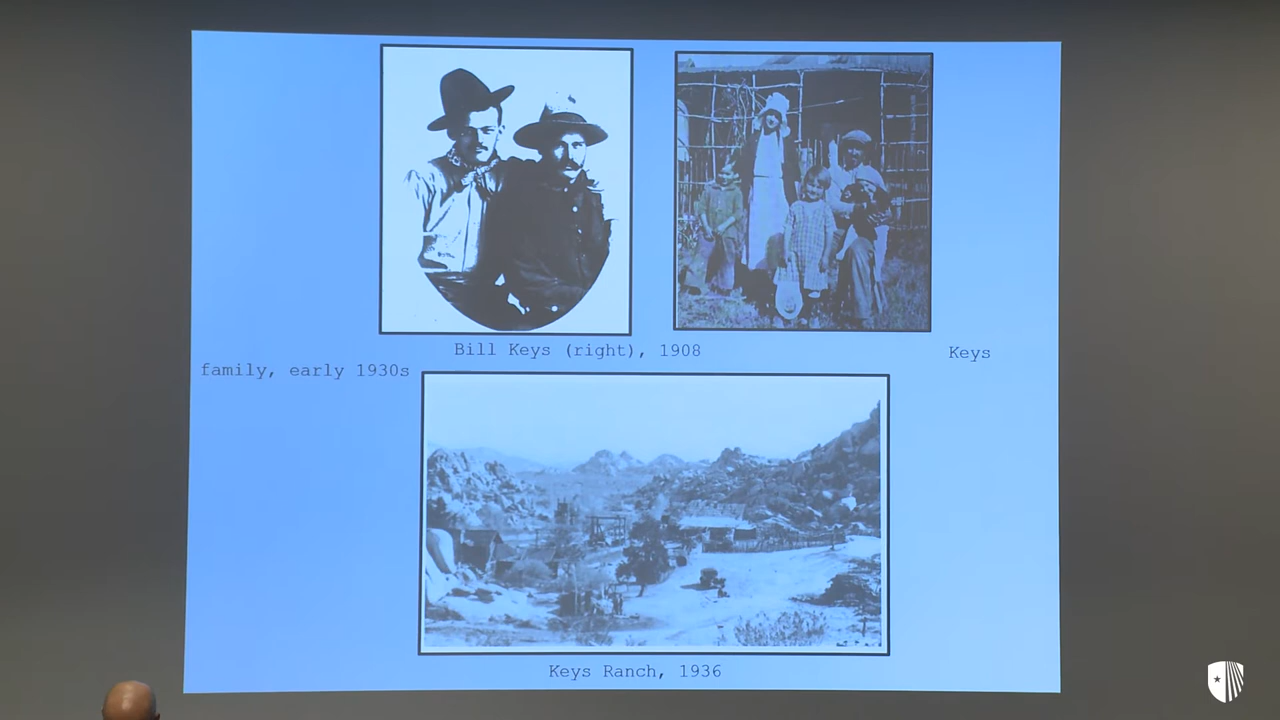 Bill Keys (right), 1908
Keys
family, early 1930s
Keys Ranch, 1936